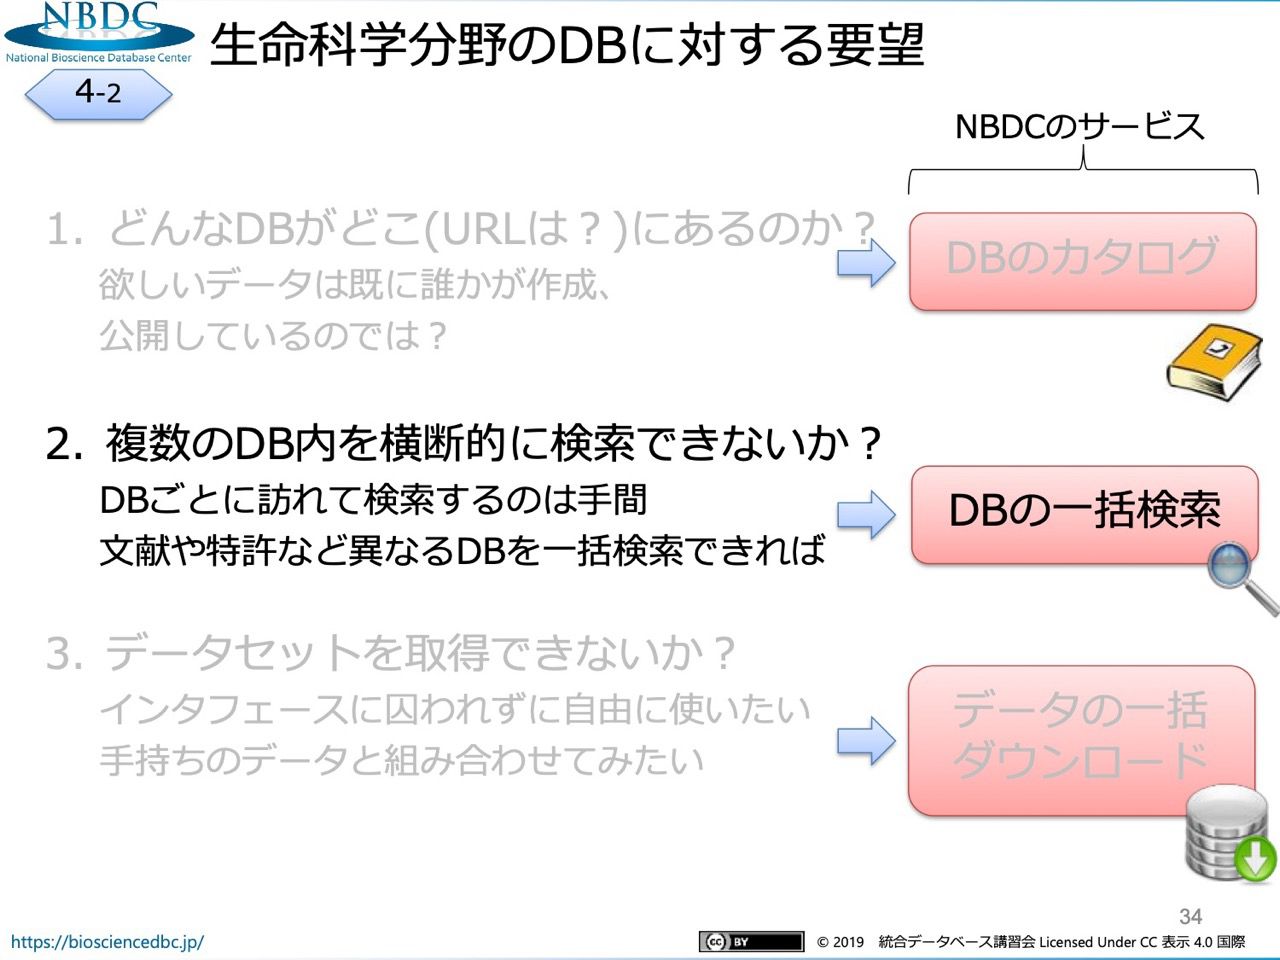 NBDC
National Bioscience Database Center
生命科学分野のDBに対する要望
4-2
NBDCのサービス
1. どんなDBがどこ(URLは？)にあるのか？
欲しいデータは既に誰かが作成、
公開しているのでは？
DBのカタログ
2. 複数のDB内を横断的に検索できないか？
DBごとに訪れて検索するのは手間
文献や特許など異なるDBを一括検索できれば
DBの一括検索
3. データセットを取得できないか？
インタフェースに囚われずに自由に使いたい
手持ちのデータと組み合わせてみたい
データの一括
ダウンロード
34
https://biosciencedbc.jp/
cc BY
© 2019 統合データベース講習会 Licensed Under CC 表示 4.0 国際